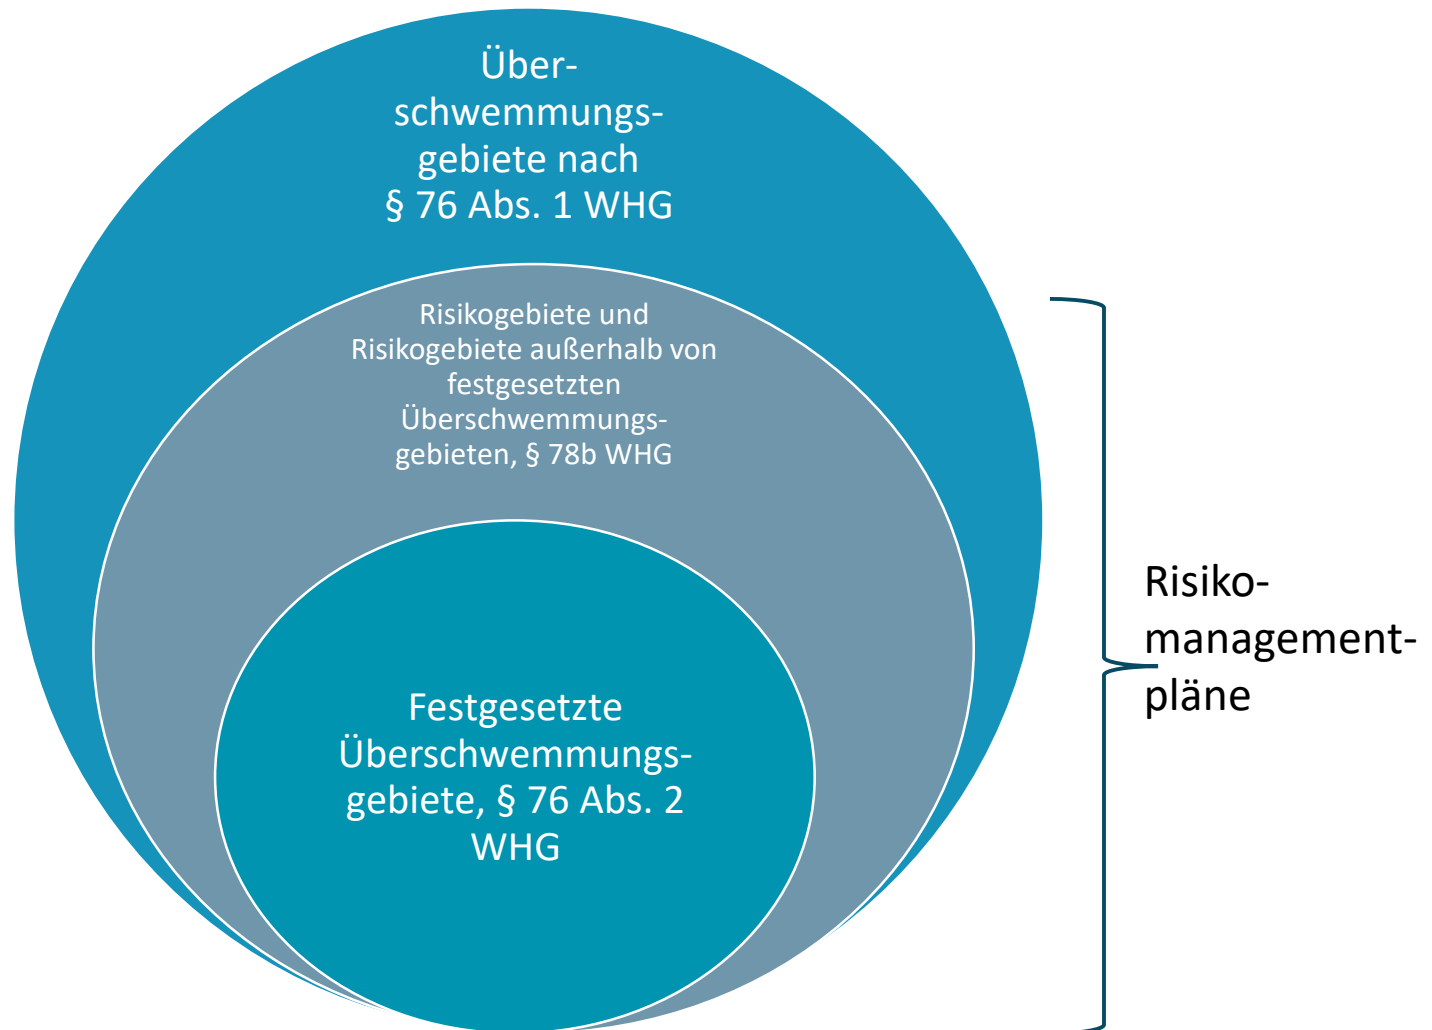 Über-
schwemmungs-
gebiete nach
§ 76 Abs. 1 WHG
Risikogebiete und
Risikogebiete außerhalb von
festgesetzten
Überschwemmungs-
gebieten, § 78b WHG
Festgesetzte
Überschwemmungs-
gebiete, § 76 Abs. 2
WHG
Risiko-
management-
pläne